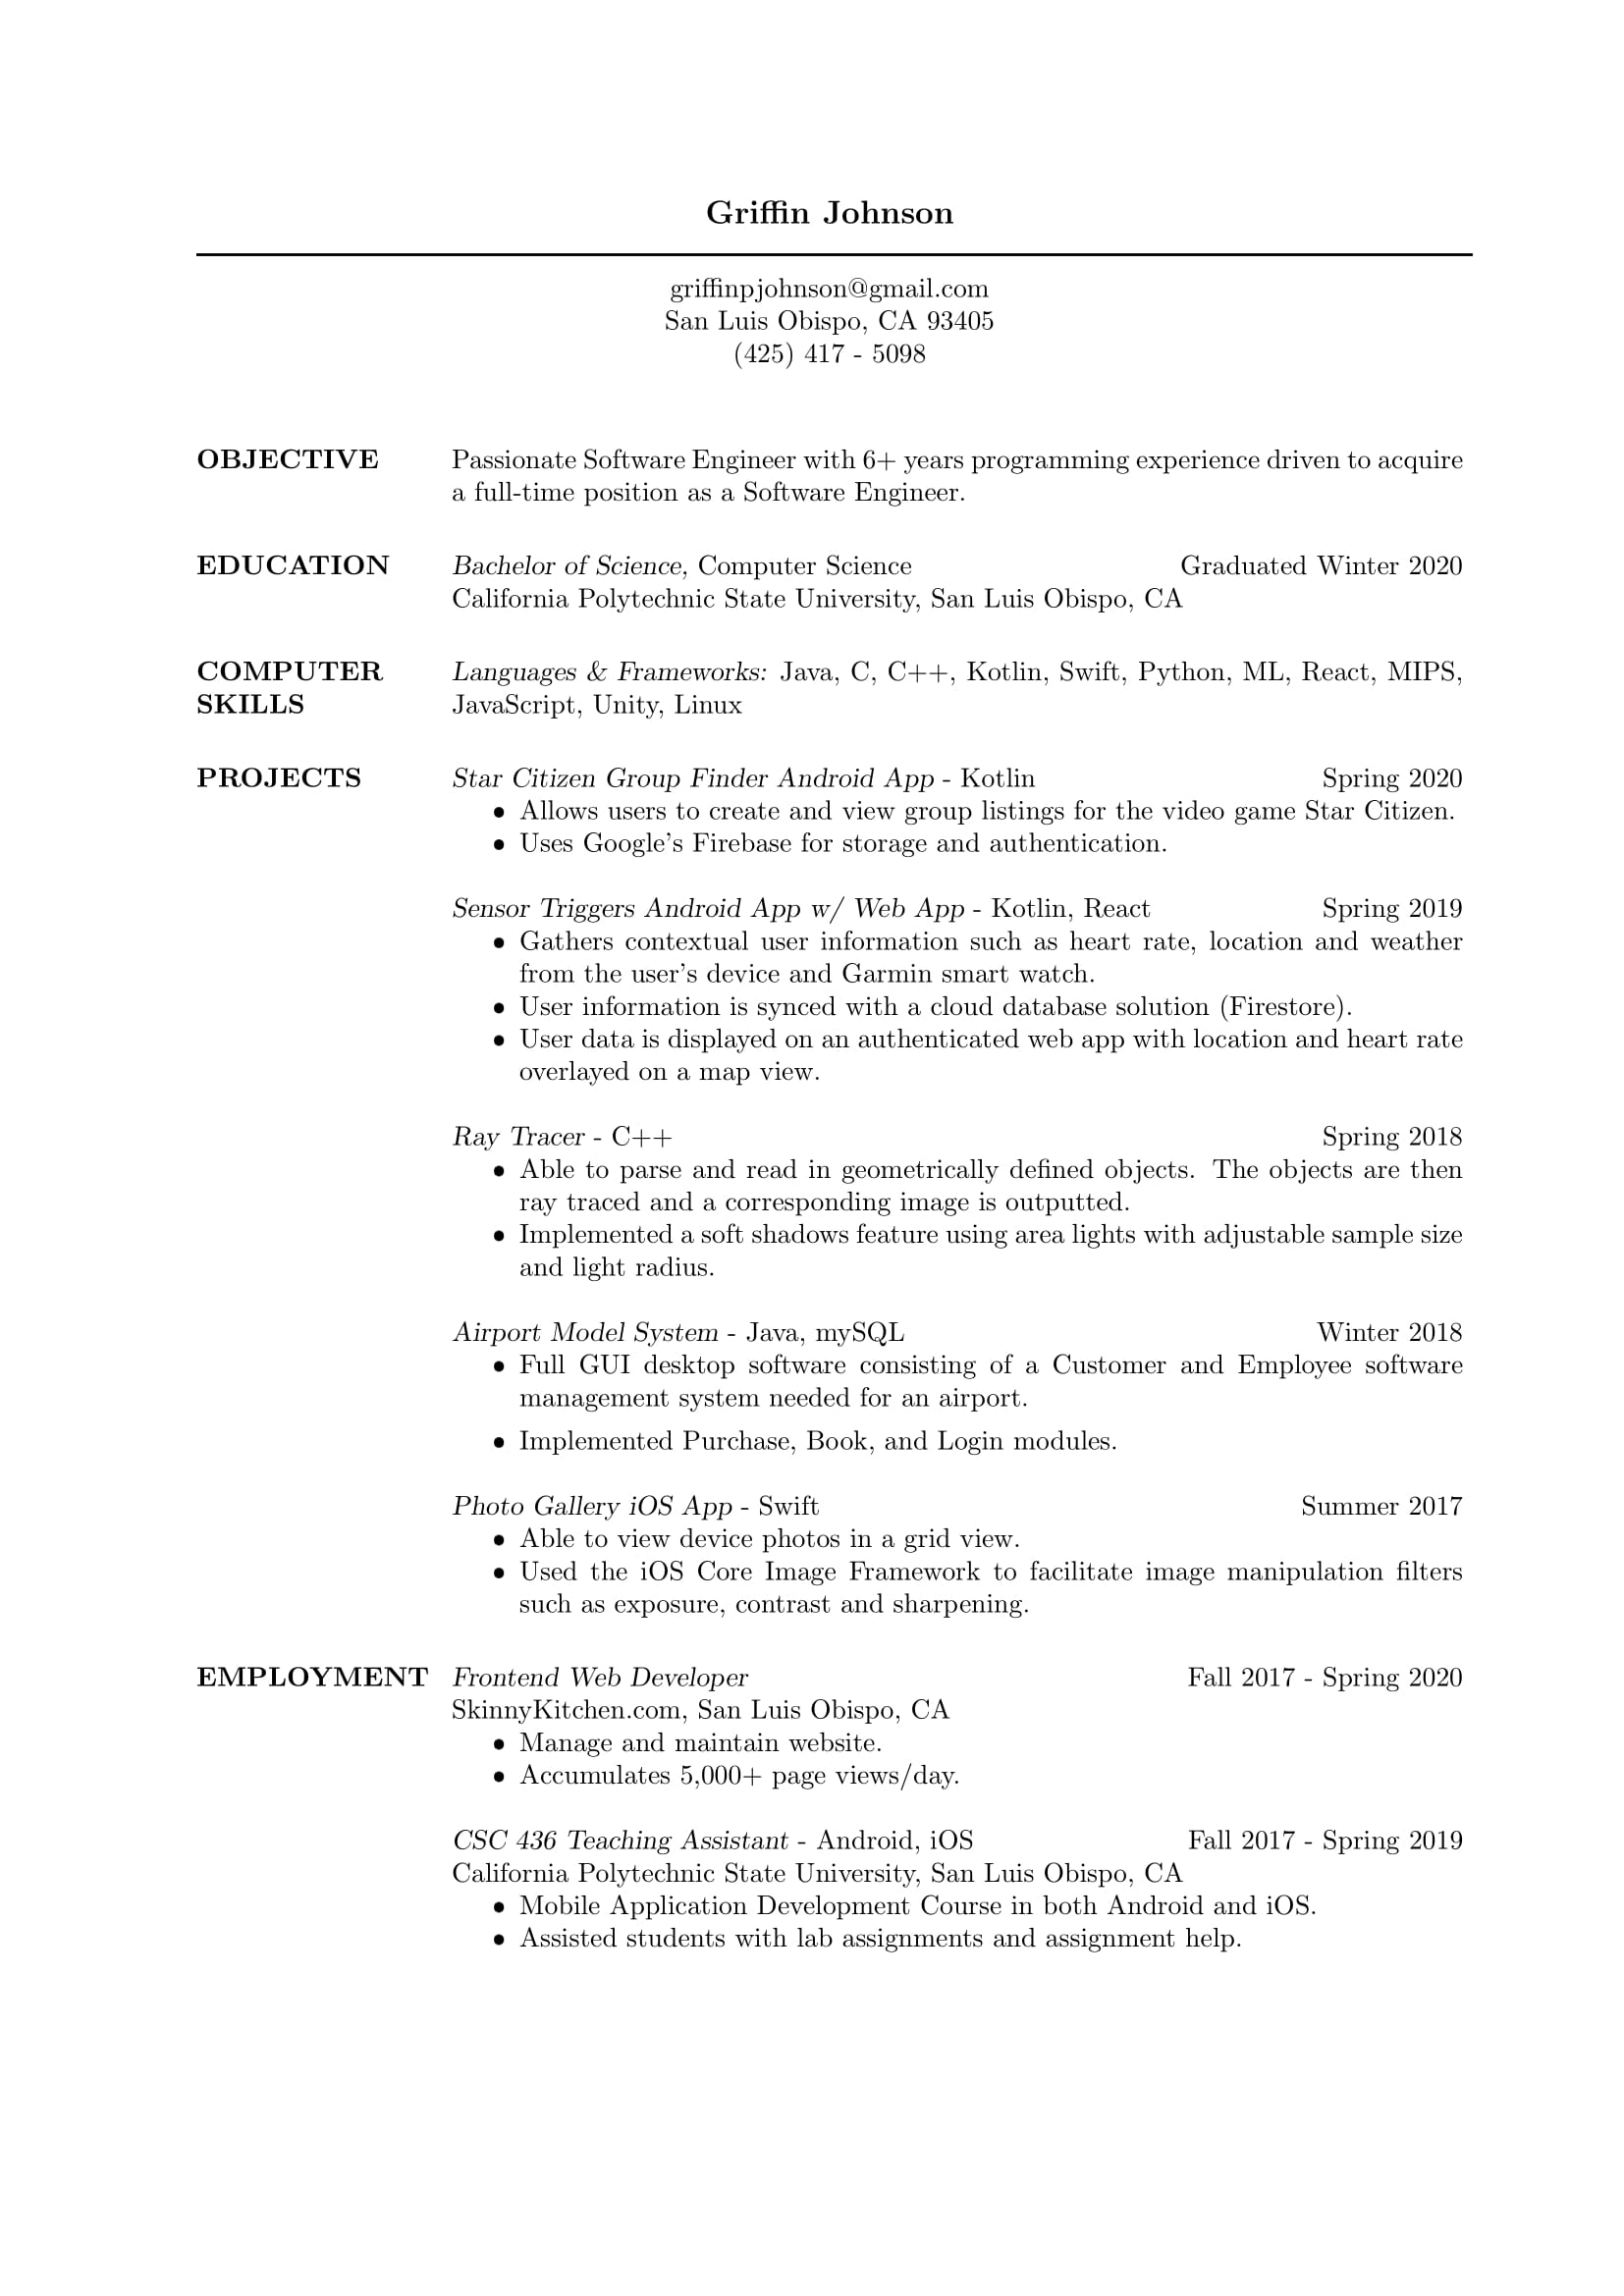 Griffin Johnson
griffinpjohnson@gmail.com
San Luis Obispo, CA 93405
(425) 417 - 5098
OBJECTIVE Passionate Software Engineer with 6+ years programming experience driven to acquire
a full-time position as a Software Engineer.
EDUCATION Bachelor of Science, Computer Science Graduated Winter 2020
California Polytechnic State University, San Luis Obispo, CA
COMPUTER Languages & Frameworks: Java, C, C++, Kotlin, Swift, Python, ML, React, MIPS,
SKILLS JavaScript, Unity, Linux
PROJECTS Star Citizen Group Finder Android App - Kotlin Spring 2020
• Allows users to create and view group listings for the video game Star Citizen.
• Uses Google's Firebase for storage and authentication.
Sensor Triggers Android App w/ Web App - Kotlin, React Spring 2019
• Gathers contextual user information such as heart rate, location and weather
from the user's device and Garmin smart watch.
• User information is synced with a cloud database solution (Firestore).
• User data is displayed on an authenticated web app with location and heart rate
overlayed on a map view.
Ray Tracer - C++ Spring 2018
• Able to parse and read in geometrically defined objects. The objects are then
ray traced and a corresponding image is outputted.
• Implemented a soft shadows feature using area lights with adjustable sample size
and light radius.
Airport Model System - Java, mySQL Winter 2018
• Full GUI desktop software consisting of a Customer and Employee software
management system needed for an airport.
• Implemented Purchase, Book, and Login modules.
Photo Gallery iOS App - Swift Summer 2017
• Able to view device photos in a grid view.
• Used the iOS Core Image Framework to facilitate image manipulation filters
such as exposure, contrast and sharpening.
EMPLOYMENT Frontend Web Developer Fall 2017 - Spring 2020
SkinnyKitchen.com, San Luis Obispo, CA
• Manage and maintain website.
• Accumulates 5,000+ page views/day.
CSC 436 Teaching Assistant - Android, iOS Fall 2017 - Spring 2019
California Polytechnic State University, San Luis Obispo, CA
• Mobile Application Development Course in both Android and iOS.
• Assisted students with lab assignments and assignment help.